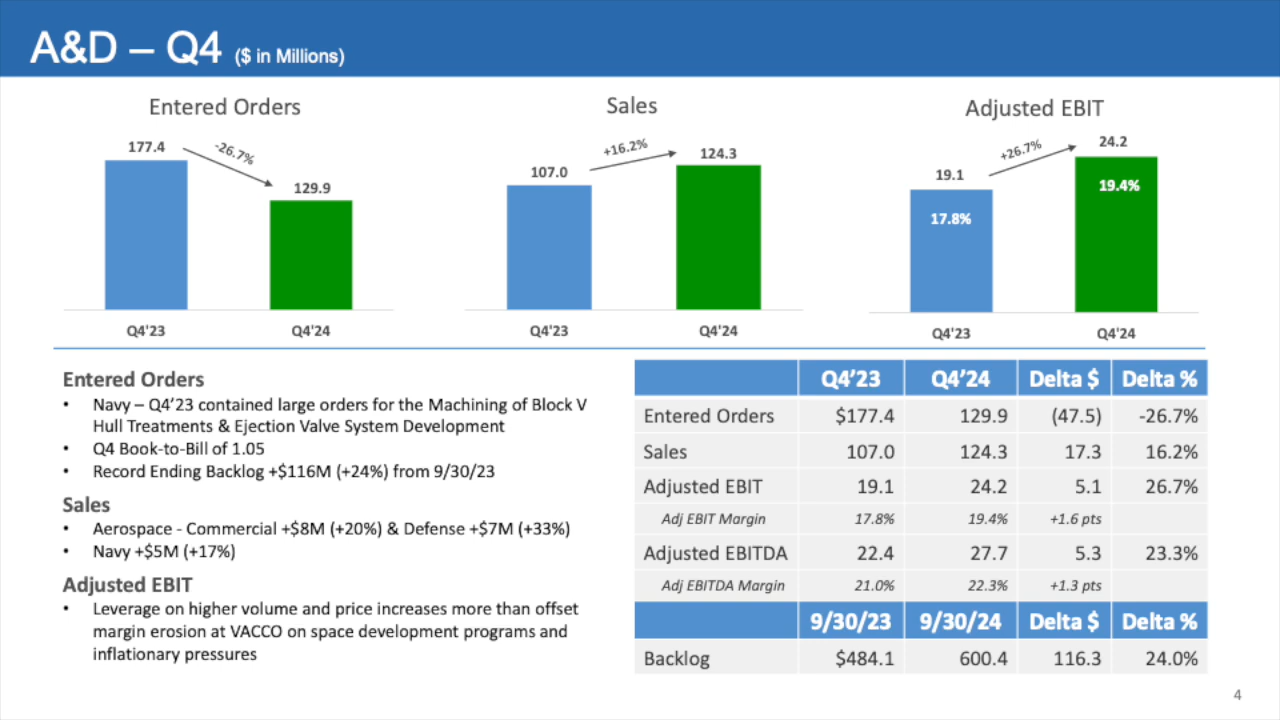 A&D – Q4 ($ in Millions)
Entered Orders
177.4
-26.7%
129.9
Q4'23
Q4'24
Sales
107.0
+16.2%
124.3
Q4'23
Q4'24
Adjusted EBIT
19.1
+26.7%
24.2
17.8%
19.4%
Q4'23
Q4'24
Entered Orders
• Navy – Q4’23 contained large orders for the Machining of Block V
Hull Treatments & Ejection Valve System Development
• Q4 Book-to-Bill of 1.05
• Record Ending Backlog +$116M (+24%) from 9/30/23
Sales
• Aerospace - Commercial +$8M (+20%) & Defense +$7M (+33%)
• Navy +$5M (+17%)
Adjusted EBIT
• Leverage on higher volume and price increases more than offset
margin erosion at VACCO on space development programs and
inflationary pressures
Q4’23 Q4’24 Delta $ Delta %
Entered Orders $177.4 129.9 (47.5) -26.7%
Sales 107.0 124.3 17.3 16.2%
Adjusted EBIT 19.1 24.2 5.1 26.7%
Adj EBIT Margin 17.8% 19.4% +1.6 pts
Adjusted EBITDA 22.4 27.7 5.3 23.3%
Adj EBITDA Margin 21.0% 22.3% +1.3 pts
9/30/23 9/30/24 Delta $ Delta %
Backlog $484.1 600.4 116.3 24.0%
4